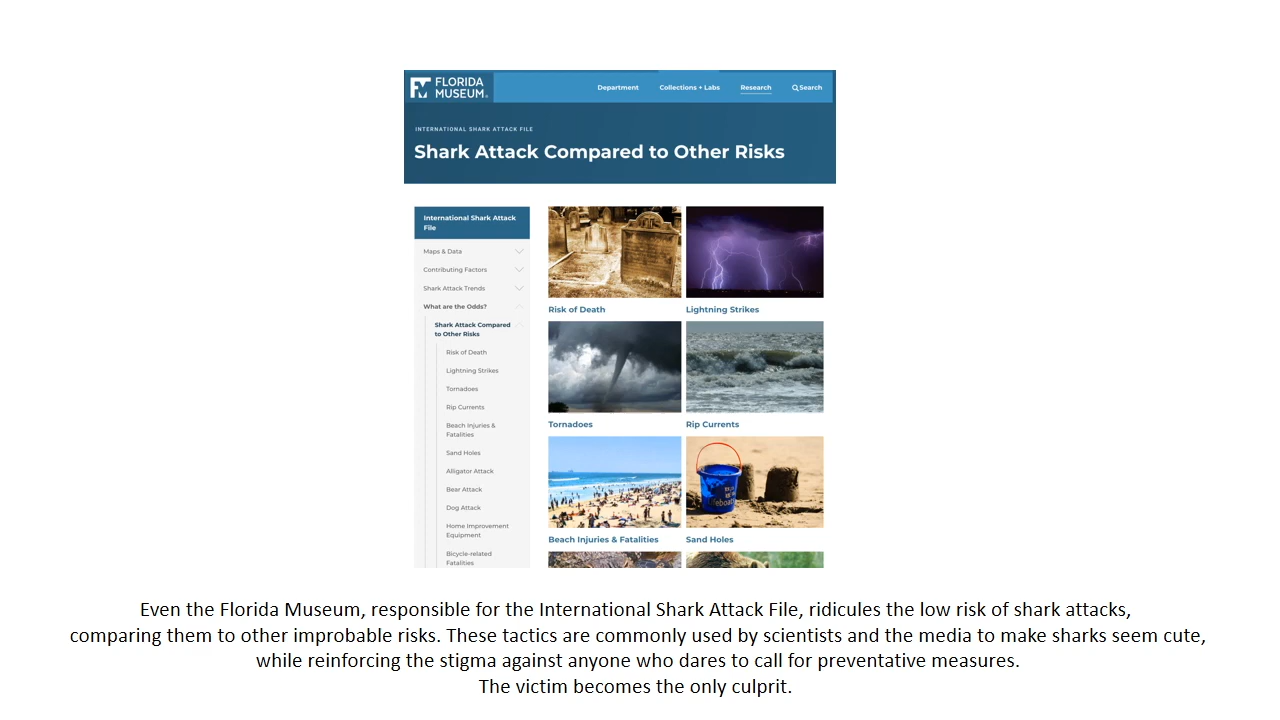 FLORIDA
MUSEUM
Department
Collections + Labs
Research
Search
INTERNATIONAL SHARK ATTACK FILE
Shark Attack Compared to Other Risks
International Shark Attack
File
Maps & Data
Contributing Factors
Shark Attack Trends
What are the Odds?
Shark Attack Compared
to Other Risks
Risk of Death
Lightning Strikes
Tornadoes
Rip Currents
Beach Injuries &
Fatalities
Sand Holes
Alligator Attack
Bear Attack
Dog Attack
Home Improvement
Equipment
Bicycle-related
Fatalities
Risk of Death
Lightning Strikes
Tornadoes
Rip Currents
Beach Injuries & Fatalities
Sand Holes
Even the Florida Museum, responsible for the International Shark Attack File, ridicules the low risk of shark attacks,
comparing them to other improbable risks. These tactics are commonly used by scientists and the media to make sharks seem cute,
while reinforcing the stigma against anyone who dares to call for preventative measures.
The victim becomes the only culprit.